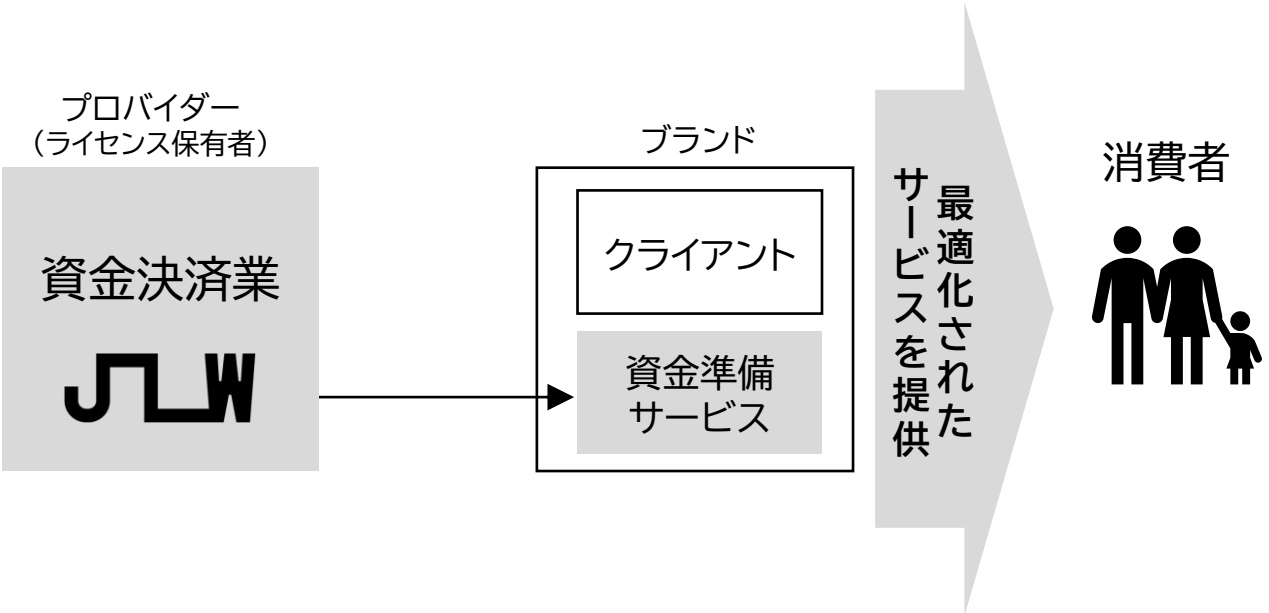 プロバイダー
（ライセンス保有者）
資金決済業
JLW
ブランド
クライアント
資金準備
サービス
最適化された
サービスを提供
消費者